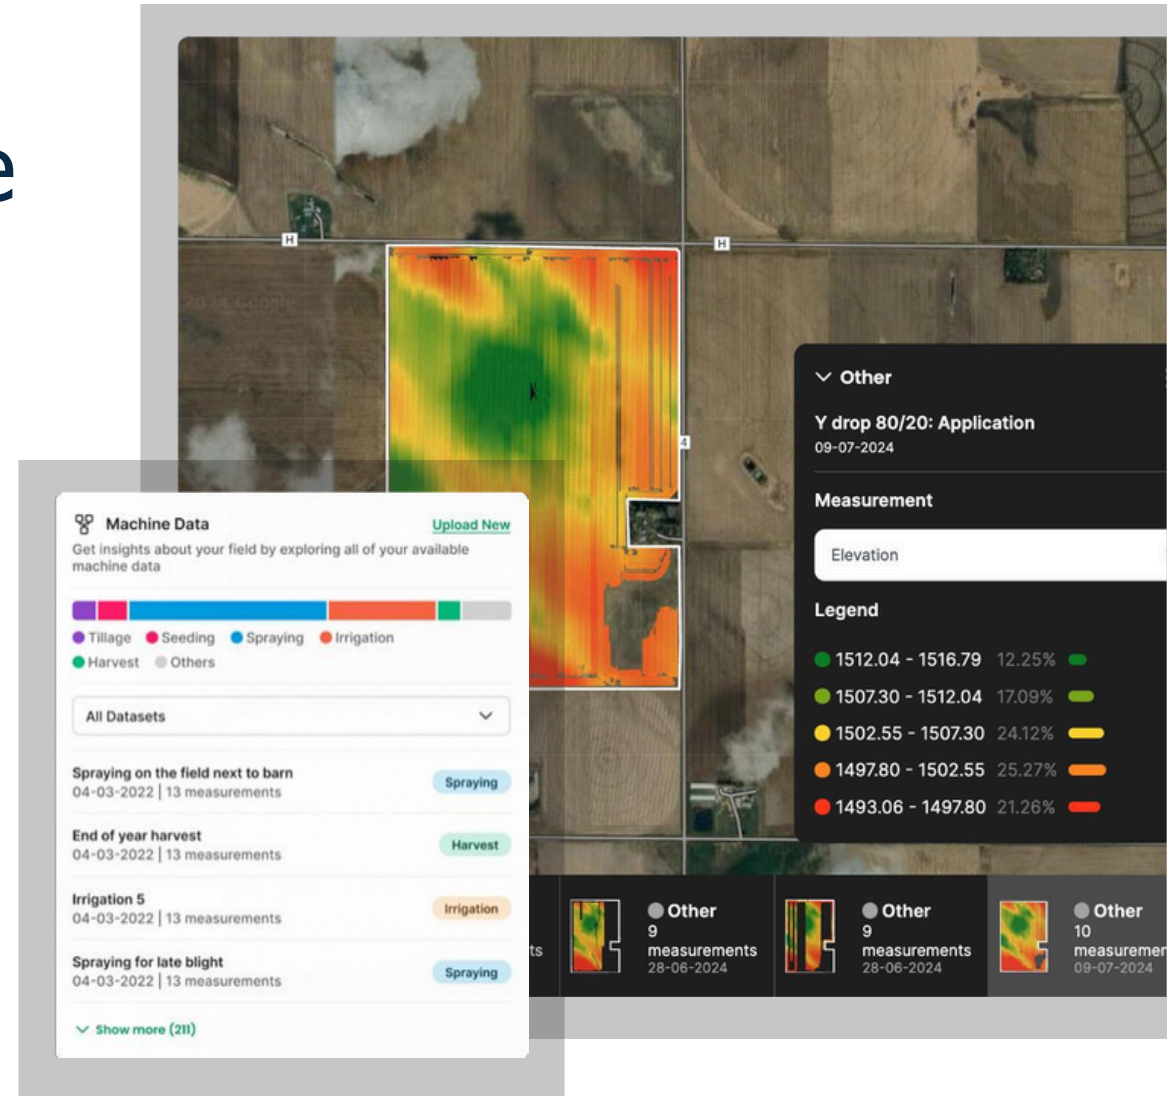 e
H
H
4
Other
Y drop 80/20: Application
09-07-2024
Measurement
Elevation
Legend
1512.04 - 1516.79 12.25%
1507.30 - 1512.04 17.09%
1502.55 - 1507.30 24.12%
1497.80 - 1502.55 25.27%
1493.06 - 1497.80 21.26%
Machine Data
Upload New
Get insights about your field by exploring all of your available
machine data
Tillage Seeding Spraying Irrigation
Harvest Others
All Datasets
Spraying on the field next to barn
04-03-2022 | 13 measurements
Spraying
End of year harvest
04-03-2022 | 13 measurements
Harvest
Irrigation 5
04-03-2022 | 13 measurements
Irrigation
Spraying for late blight
04-03-2022 | 13 measurements
Spraying
Show more (211)
ts
Other
9
measurements
28-06-2024
Other
9
measurements
28-06-2024
Other
10
measuremen
09-07-2024